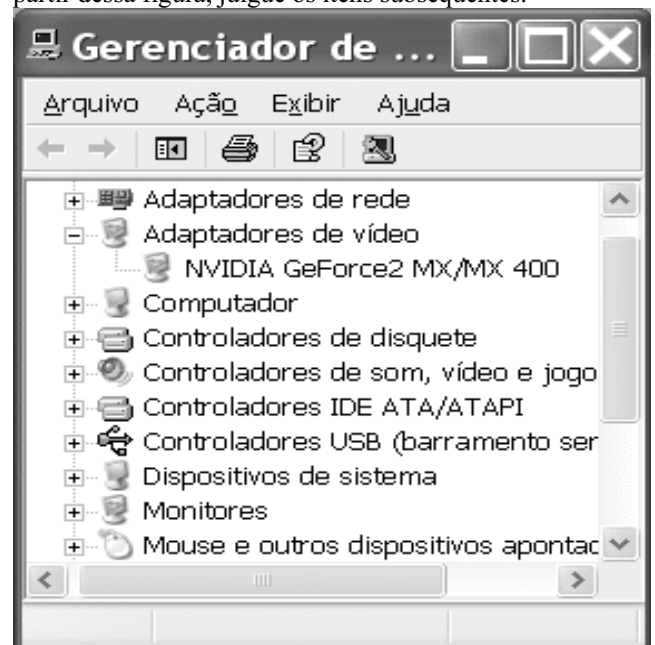 partir dessa figura, julgue os itens subseqüentes.
Gerenciador de ...
Arquivo Ação Exibir Ajuda
Adaptadores de rede
Adaptadores de vídeo
NVIDIA GeForce2 MX/MX 400
Computador
Controladores de disquete
Controladores de som, vídeo e jogo
Controladores IDE ATA/ATAPI
Controladores USB (barramento ser
Dispositivos de sistema
Monitores
Mouse e outros dispositivos apontac